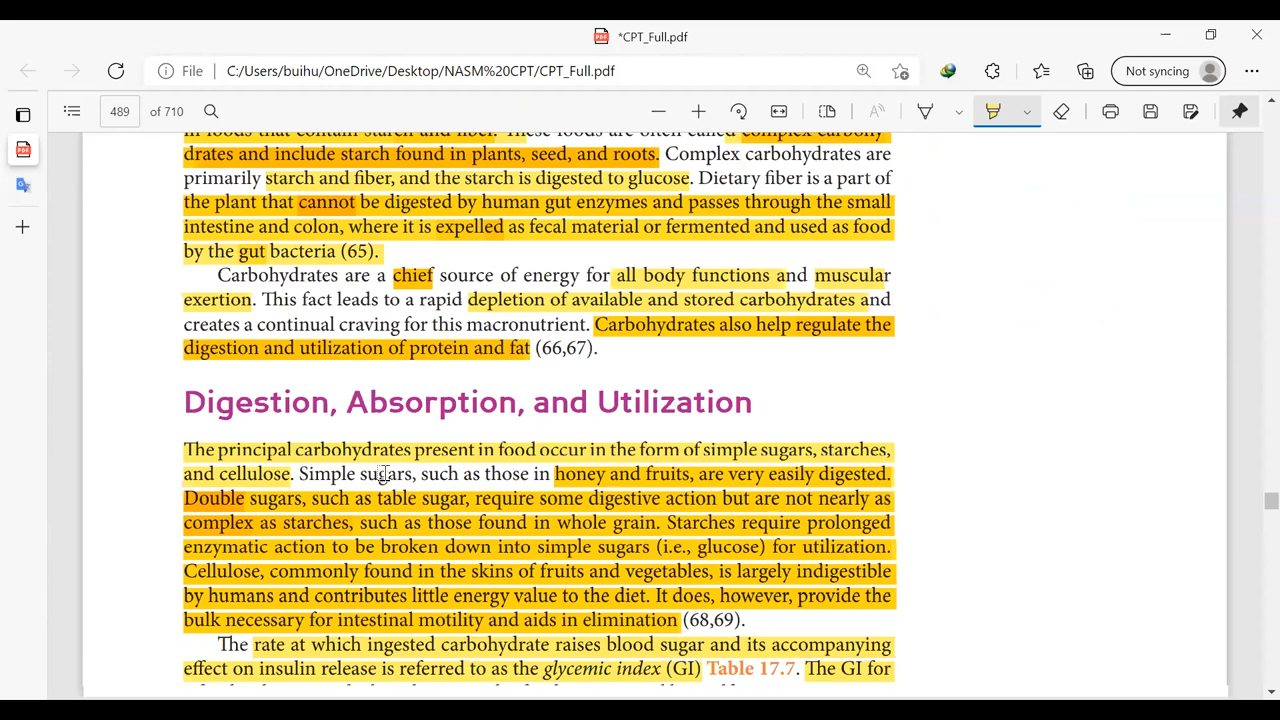 *CPT_Full.pdf
File C:/Users/buihu/OneDrive/Desktop/NASM%20CPT/CPT_Full.pdf Not syncing
489 of 710
in foods that contain starch and fiber. These foods are often called complex carbohy-
drates and include starch found in plants, seed, and roots. Complex carbohydrates are
primarily starch and fiber, and the starch is digested to glucose. Dietary fiber is a part of
the plant that cannot be digested by human gut enzymes and passes through the small
intestine and colon, where it is expelled as fecal material or fermented and used as food
by the gut bacteria (65).
Carbohydrates are a chief source of energy for all body functions and muscular
exertion. This fact leads to a rapid depletion of available and stored carbohydrates and
creates a continual craving for this macronutrient. Carbohydrates also help regulate the
digestion and utilization of protein and fat (66,67).
Digestion, Absorption, and Utilization
The principal carbohydrates present in food occur in the form of simple sugars, starches,
and cellulose. Simple sugars, such as those in honey and fruits, are very easily digested.
Double sugars, such as table sugar, require some digestive action but are not nearly as
complex as starches, such as those found in whole grain. Starches require prolonged
enzymatic action to be broken down into simple sugars (i.e., glucose) for utilization.
Cellulose, commonly found in the skins of fruits and vegetables, is largely indigestible
by humans and contributes little energy value to the diet. It does, however, provide the
bulk necessary for intestinal motility and aids in elimination (68,69).
The rate at which ingested carbohydrate raises blood sugar and its accompanying
effect on insulin release is referred to as the glycemic index (GI) Table 17.7. The GI for